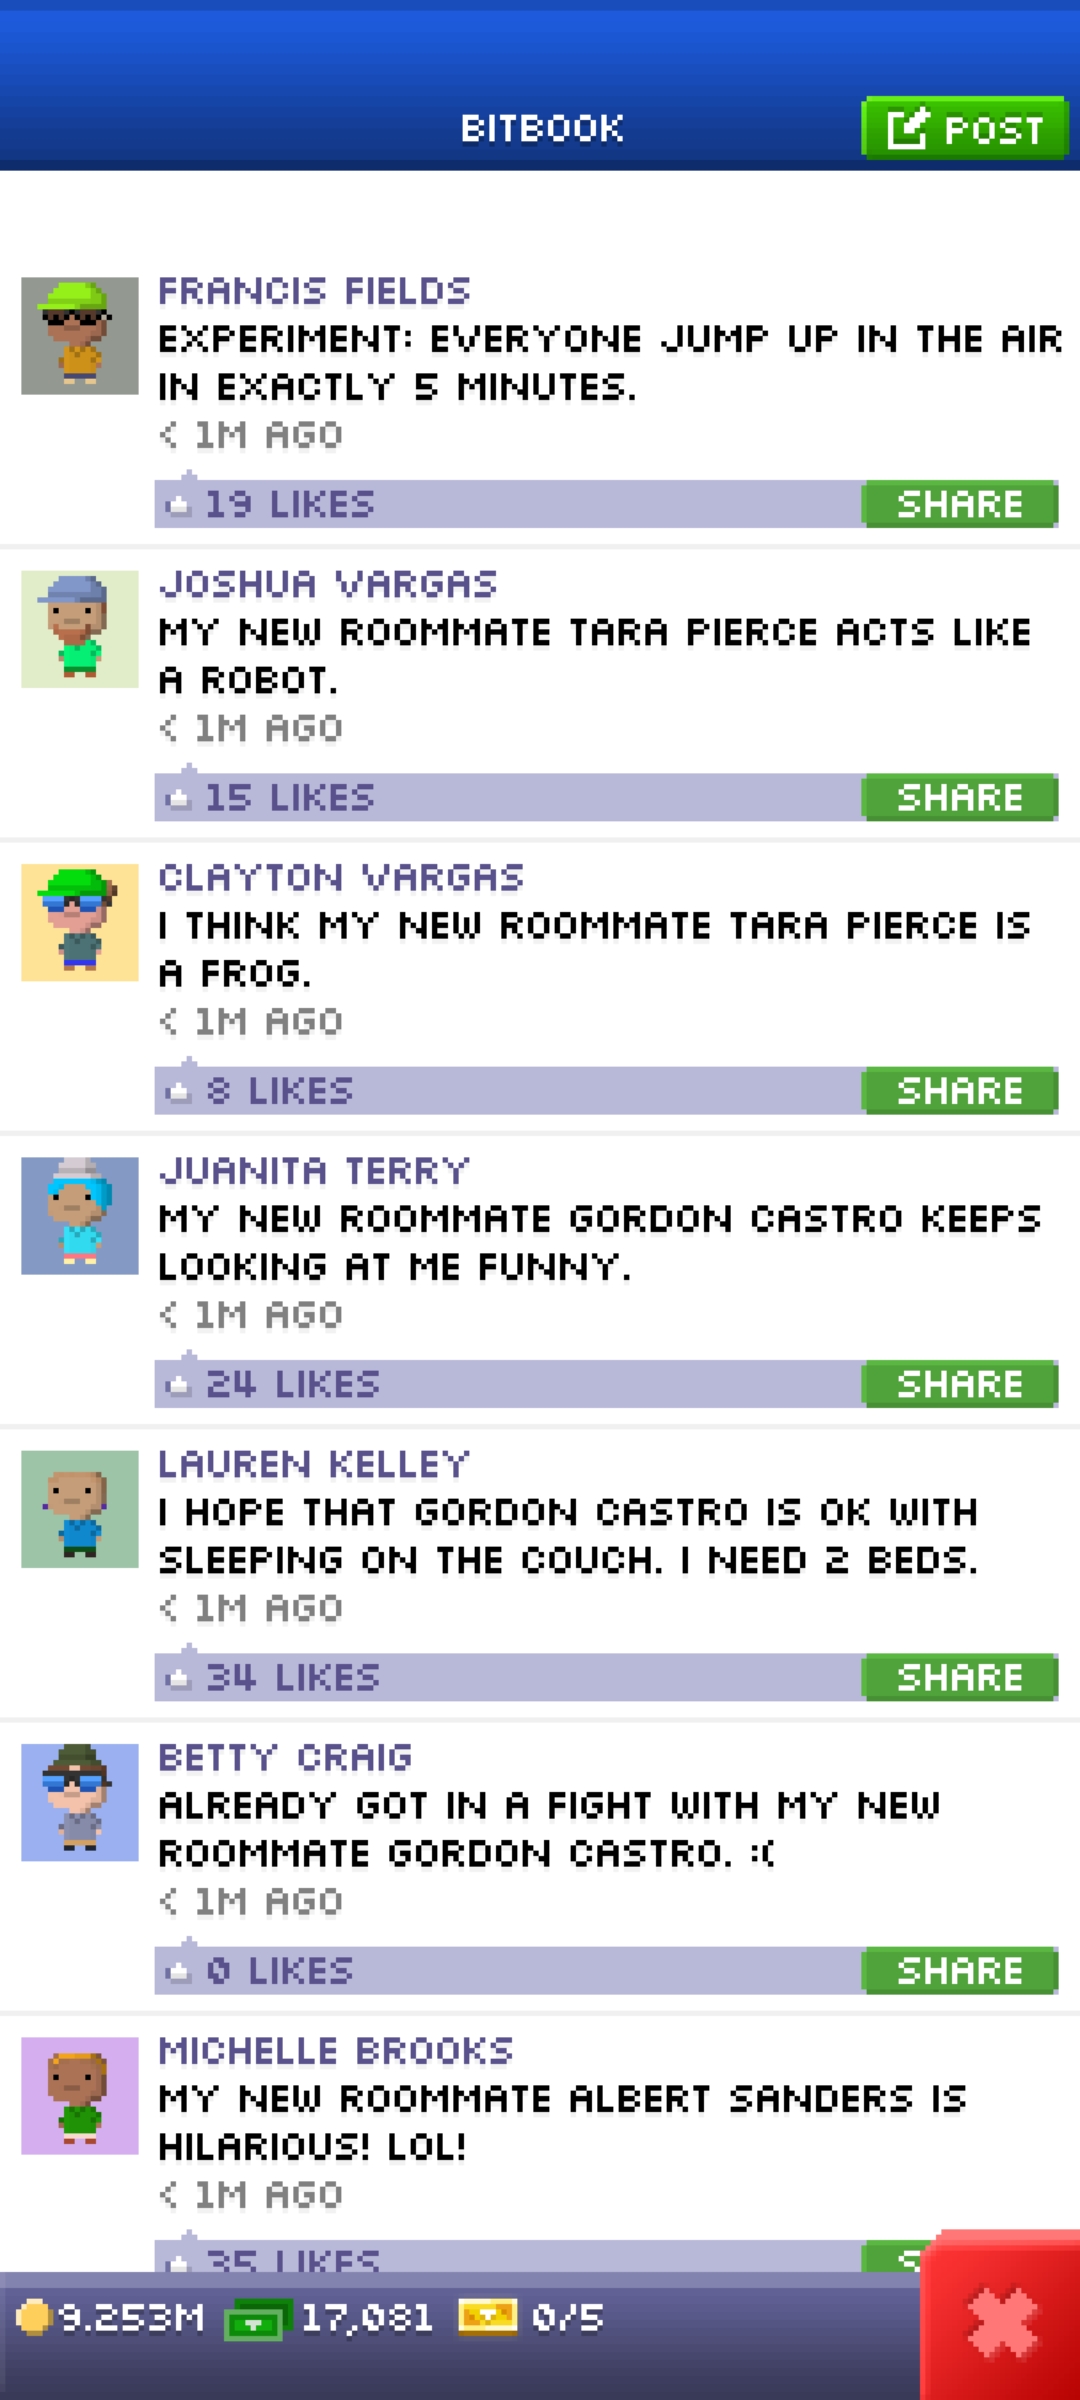 BITBOOK
POST
FRANCIS FIELDS
EXPERIMENT: EVERYONE JUMP UP IN THE AIR
IN EXACTLY 5 MINUTES.
< 1M AGO
19 LIKES
SHARE
JOSHUA VARGAS
MY NEW ROOMMATE TARA PIERCE ACTS LIKE
A ROBOT.
< 1M AGO
15 LIKES
SHARE
CLAYTON VARGAS
I THINK MY NEW ROOMMATE TARA PIERCE IS
A FROG.
< 1M AGO
8 LIKES
SHARE
JUANITA TERRY
MY NEW ROOMMATE GORDON CASTRO KEEPS
LOOKING AT ME FUNNY.
< 1M AGO
24 LIKES
SHARE
LAUREN KELLEY
I HOPE THAT GORDON CASTRO IS OK WITH
SLEEPING ON THE COUCH. I NEED 2 BEDS.
< 1M AGO
34 LIKES
SHARE
BETTY CRAIG
ALREADY GOT IN A FIGHT WITH MY NEW
ROOMMATE GORDON CASTRO. :(
< 1M AGO
0 LIKES
SHARE
MICHELLE BROOKS
MY NEW ROOMMATE ALBERT SANDERS IS
HILARIOUS! LOL!
< 1M AGO
35 LIKES
9.253M 17,081 0/5